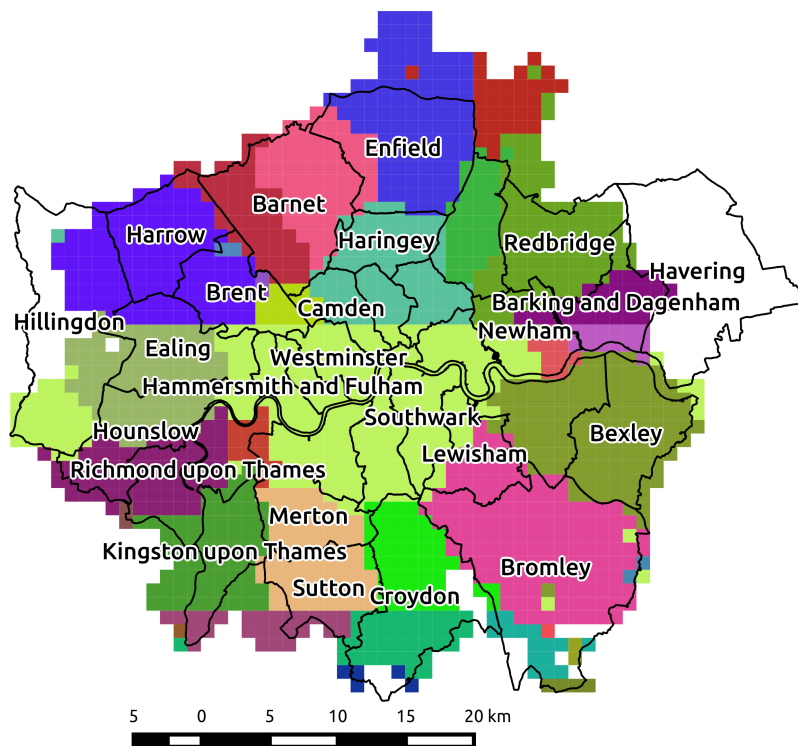 Enfield
Barnet
Harrow
Haringey
Redbridge
Havering
Brent
Camden
Barking and Dagenham
Hillingdon
Newham
Ealing
Westminster
Hammersmith and Fulham
Southwark
Hounslow
Bexley
Lewisham
Richmond upon Thames
Merton
Kingston upon Thames
Bromley
Sutton
Croydon
5 0 5 10 15 20 km